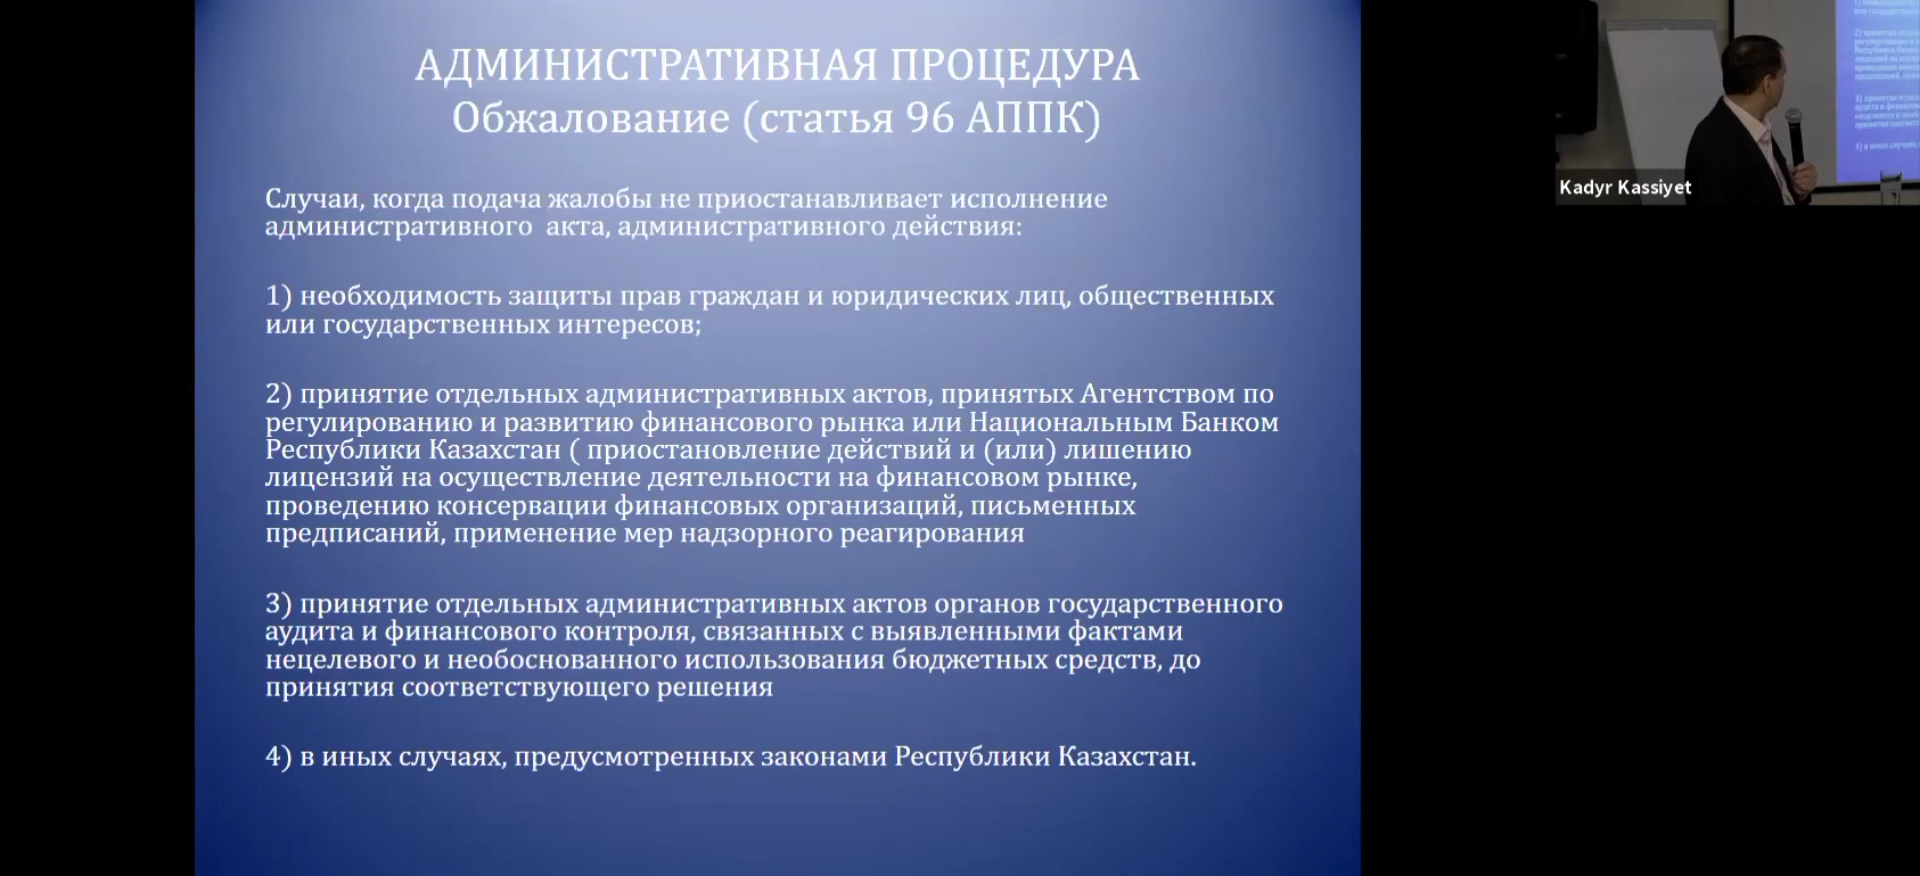 АДМИНИСТРАТИВНАЯ ПРОЦЕДУРА
Обжалование (статья 96 АППК)
Случаи, когда подача жалобы не приостанавливает исполнение
административного акта, административного действия:
1) необходимость защиты прав граждан и юридических лиц, общественных
или государственных интересов;
2) принятие отдельных административных актов, принятых Агентством по
регулированию и развитию финансового рынка или Национальным Банком
Республики Казахстан ( приостановление действий и (или) лишению
лицензий на осуществление деятельности на финансовом рынке,
проведению консервации финансовых организаций, письменных
предписаний, применение мер надзорного реагирования
3) принятие отдельных административных актов органов государственного
аудита и финансового контроля, связанных с выявленными фактами
нецелевого и необоснованного использования бюджетных средств, до
принятия соответствующего решения
4) в иных случаях, предусмотренных законами Республики Казахстан.
Kadyr Kassiyet